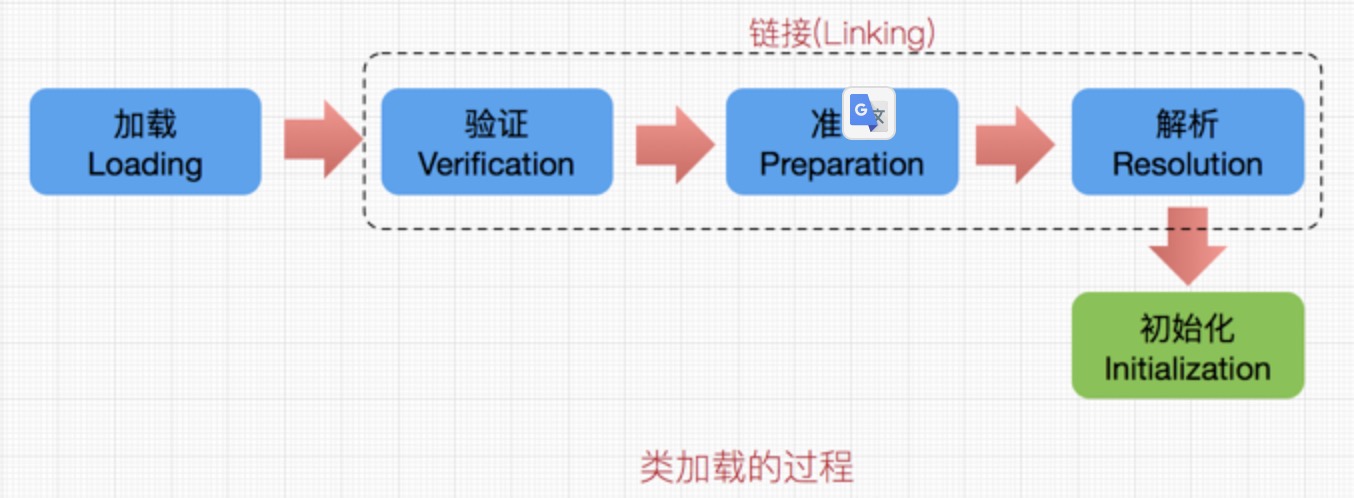 链接(Linking)
加载
Loading
验证
Verification
准
Preparation
解析
Resolution
初始化
Initialization
类加载的过程